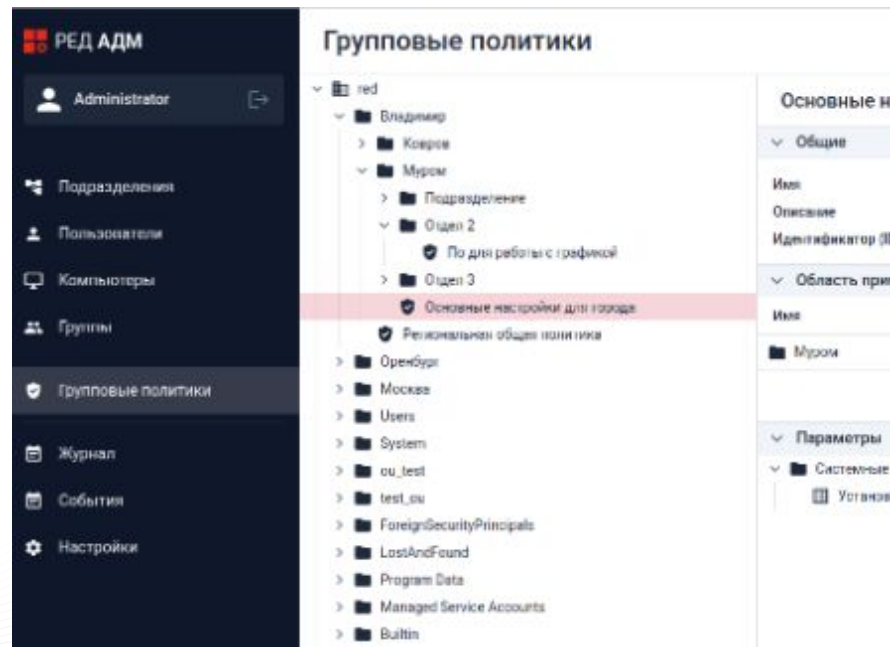 РЕД АДМ
Administrator
Подразделения
Пользователи
Компьютеры
Группы
Групповые политики
Журнал
События
Настройки
Групповые политики
red
Владимир
Ковров
Муром
Подразделение
Отдел 2
По для работы с графикой
Отдел 3
Основные настройки для города
Региональная общая политика
Оренбург
Москва
Users
System
ou_test
test_ou
ForeignSecurityPrincipals
LostAndFound
Program Data
Managed Service Accounts
Builtin
Основные н
Общие
Имя
Описание
Идентификатор (I
Область при
Имя
Муром
Параметры
Системные
Установ